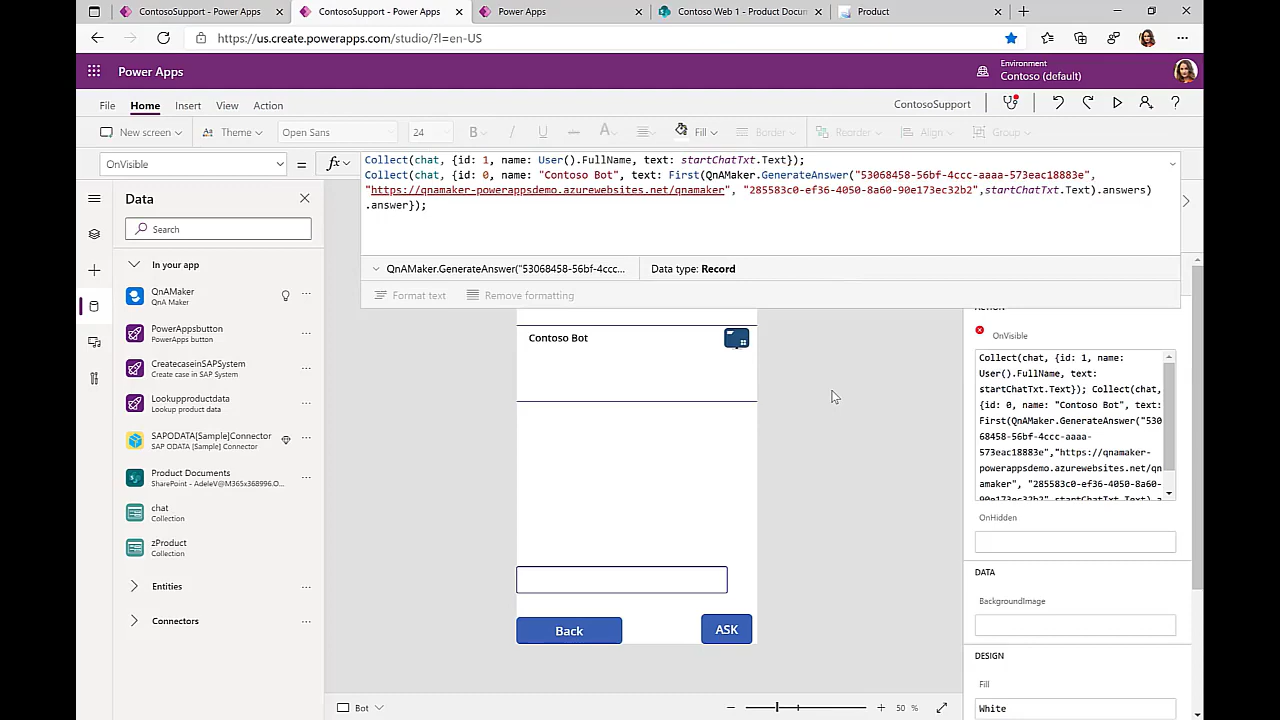 ContosoSupport - Power Apps
ContosoSupport - Power Apps
Power Apps
Contoso Web 1 - Product Docum
Product
https://us.create.powerapps.com/studio/?l=en-US
Power Apps
Environment
Contoso (default)
File
Home
Insert
View
Action
ContosoSupport
New screen
Theme
Open Sans
24
B
I
U
A
Fill
Border
Reorder
Align
Group
OnVisible
=
fx
Collect(chat, {id: 1, name: User().FullName, text: startChatTxt.Text});
Collect(chat, {id: 0, name: "Contoso Bot", text: First(QnAMaker.GenerateAnswer("53068458-56bf-4ccc-aaaa-573eac18883e",
"https://qnamaker-powerappsdemo.azurewebsites.net/qnamaker", "285583c0-ef36-4050-8a60-90e173ec32b2",startChatTxt.Text).answers)
.answer});
QnAMaker.GenerateAnswer("53068458-56bf-4ccc...
Data type: Record
Format text
Remove formatting
Data
Search
In your app
QnAMaker
QnA Maker
PowerAppsbutton
PowerApps button
CreatecaseinSAPSystem
Create case in SAP System
Lookupproductdata
Lookup product data
SAPODATA[Sample]Connector
SAP ODATA [Sample] Connector
Product Documents
SharePoint - AdeleV@M365x368996.O...
chat
Collection
zProduct
Collection
Entities
Connectors
Contoso Bot
Back
ASK
ACTION
OnVisible
Collect(chat, {id: 1, name:
User().FullName, text:
startChatTxt.Text}); Collect(chat,
{id: 0, name: "Contoso Bot", text:
First(QnAMaker.GenerateAnswer("530
68458-56bf-4ccc-aaaa-
573eac18883e","https://qnamaker-
powerappsdemo.azurewebsites.net/qn
amaker", "285583c0-ef36-4050-8a60-
90e173ec32b2",startChatTxt.Text).a
OnHidden
DATA
BackgroundImage
DESIGN
Fill
White
Bot
50 %